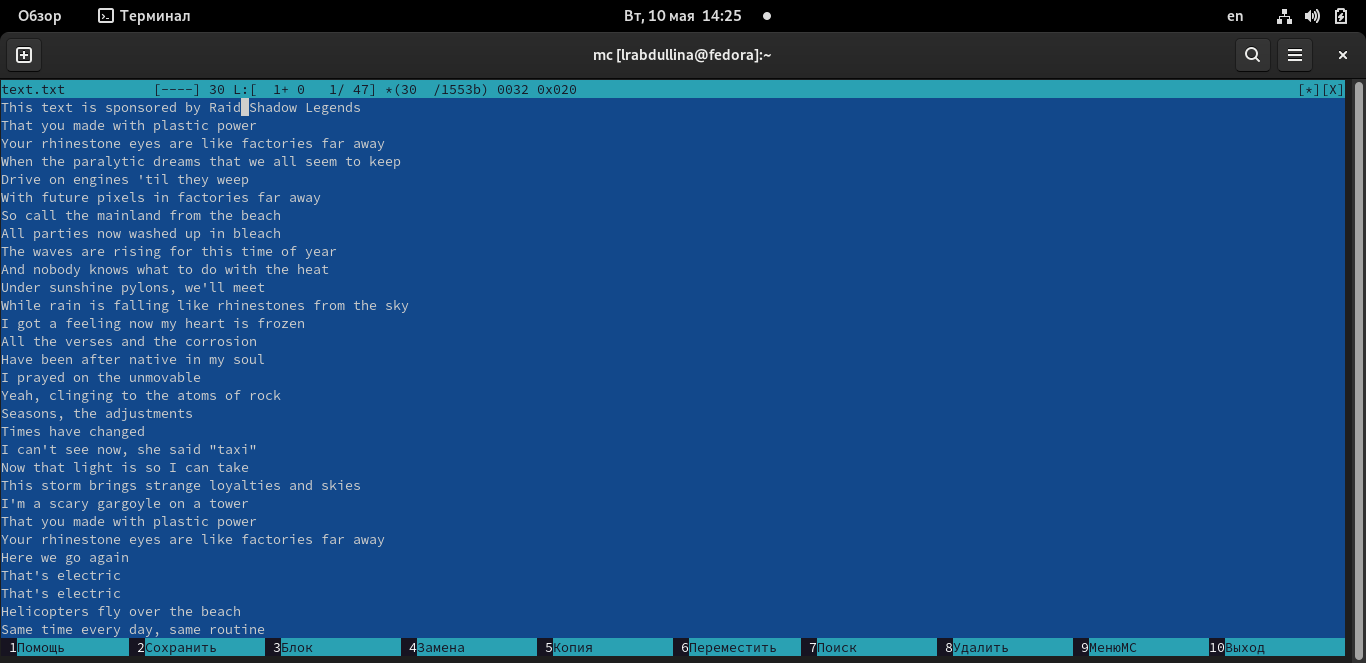 Обзор Терминал Вт, 10 мая 14:25 en
mc [lrabdullina@fedora]:~
text.txt [----] 30 L:[ 1+ 0 1/ 47] *(30 /1553b) 0032 0x020 [*][X]
This text is sponsored by Raid Shadow Legends
That you made with plastic power
Your rhinestone eyes are like factories far away
When the paralytic dreams that we all seem to keep
Drive on engines 'til they weep
With future pixels in factories far away
So call the mainland from the beach
All parties now washed up in bleach
The waves are rising for this time of year
And nobody knows what to do with the heat
Under sunshine pylons, we'll meet
While rain is falling like rhinestones from the sky
I got a feeling now my heart is frozen
All the verses and the corrosion
Have been after native in my soul
I prayed on the unmovable
Yeah, clinging to the atoms of rock
Seasons, the adjustments
Times have changed
I can't see now, she said "taxi"
Now that light is so I can take
This storm brings strange loyalties and skies
I'm a scary gargoyle on a tower
That you made with plastic power
Your rhinestone eyes are like factories far away
Here we go again
That's electric
That's electric
Helicopters fly over the beach
Same time every day, same routine
1Помощь 2Сохранить 3Блок 4Замена 5Копия 6Переместить 7Поиск 8Удалить 9МенюMC 10Выход